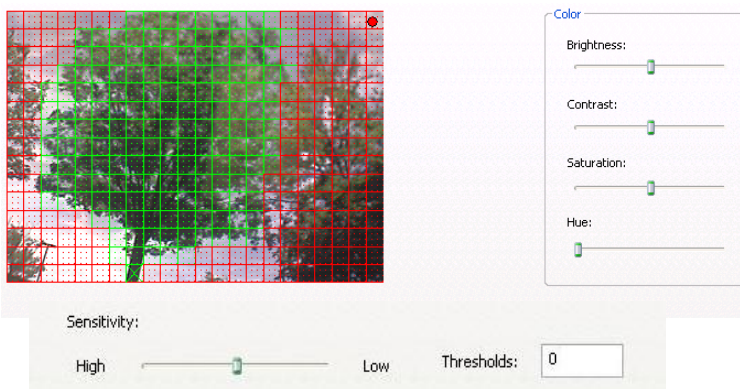 Color
Brightness:
Contrast:
Saturation:
Hue:
Sensitivity:
High Low Thresholds: 0